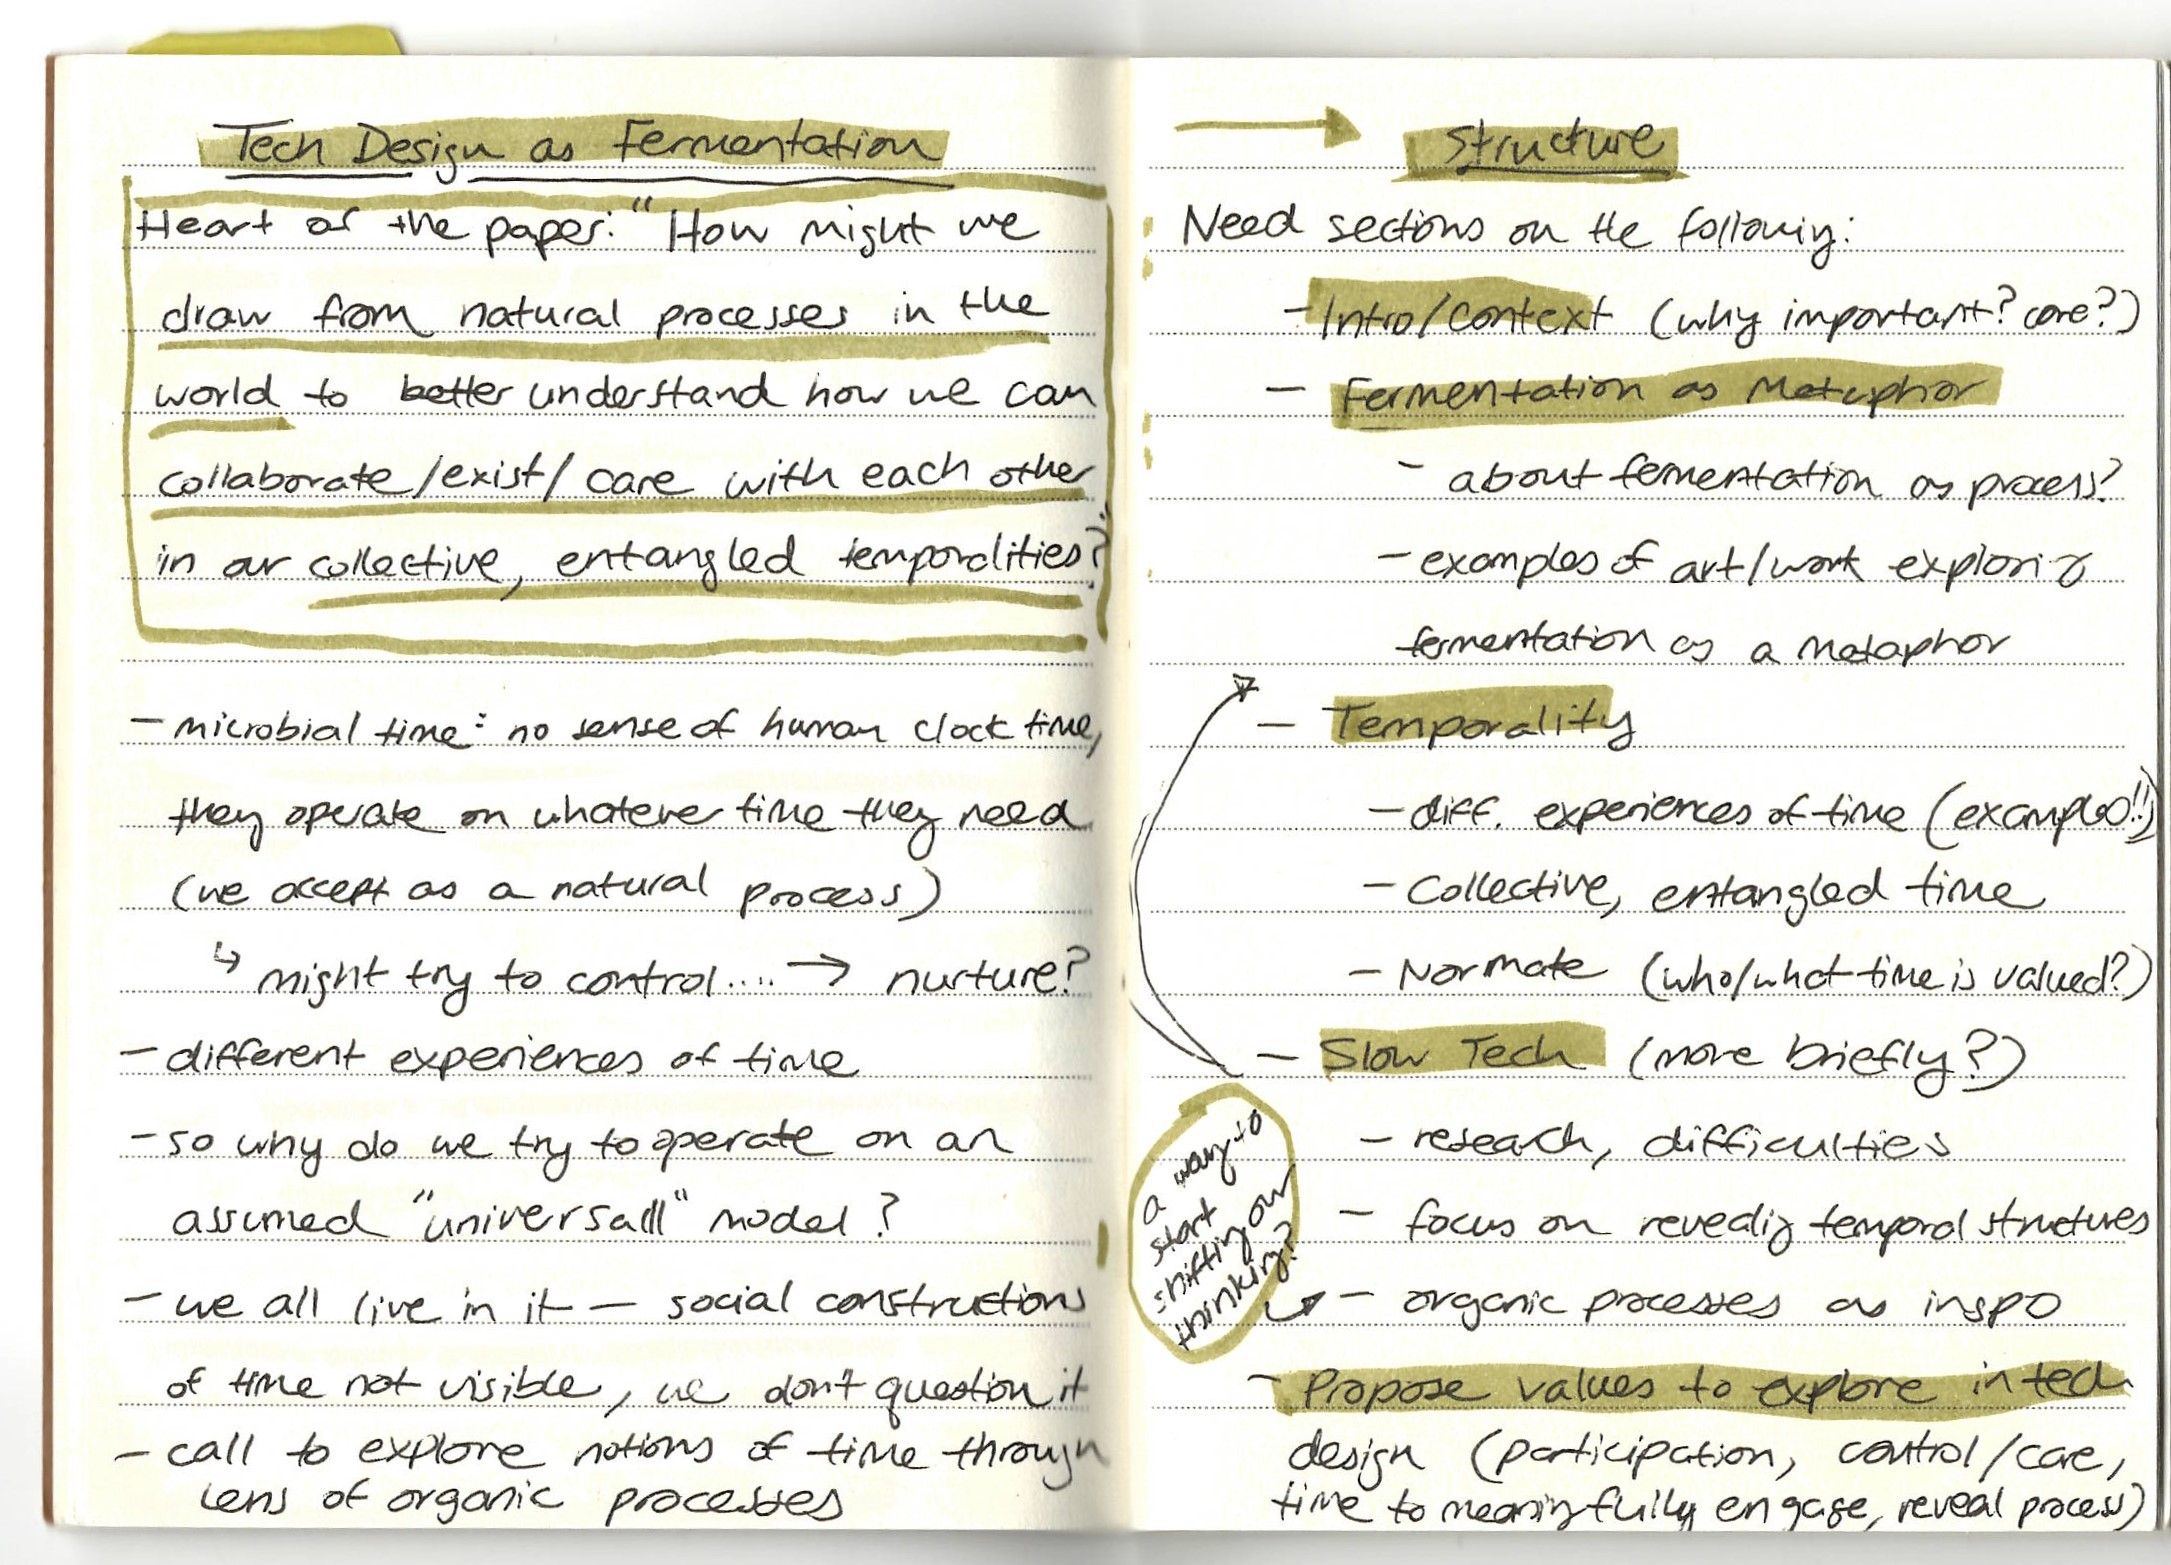 Tech Design as Fermentation
Heart of the paper: "How might we
draw from natural processes in the
world to better understand how we can
collaborate/exist/ care with each other
in our collective, entangled temporalities?"
- microbial time: no sense of human clock time,
they operate on whatever time they need
(we accept as a natural process)
↳ might try to control.... → nurture?
- different experiences of time
- so why do we try to operate on an
assumed "universall" model?
- we all live in it - social constructions
of time not visible, we don't question it
- call to explore notions of time through
lens of organic processes
→ Structure
Need sections on the following:
- Intro/Context (why important? care?)
- Fermentation as Metaphor
- about fermentation as process?
- examples of art/work exploring
fermentation as a metaphor
- Temporality
- diff. experiences of time (examples!!)
- Collective, entangled time
- Normate (who/what time is valued?)
- Slow Tech (more briefly?)
- research, difficulties
- focus on revealing temporal structures
- organic processes as inspo
a way to
start
shifting our
thinking?
- Propose values to explore in tech
design (participation, control/care,
time to meaningfully engage, reveal process)